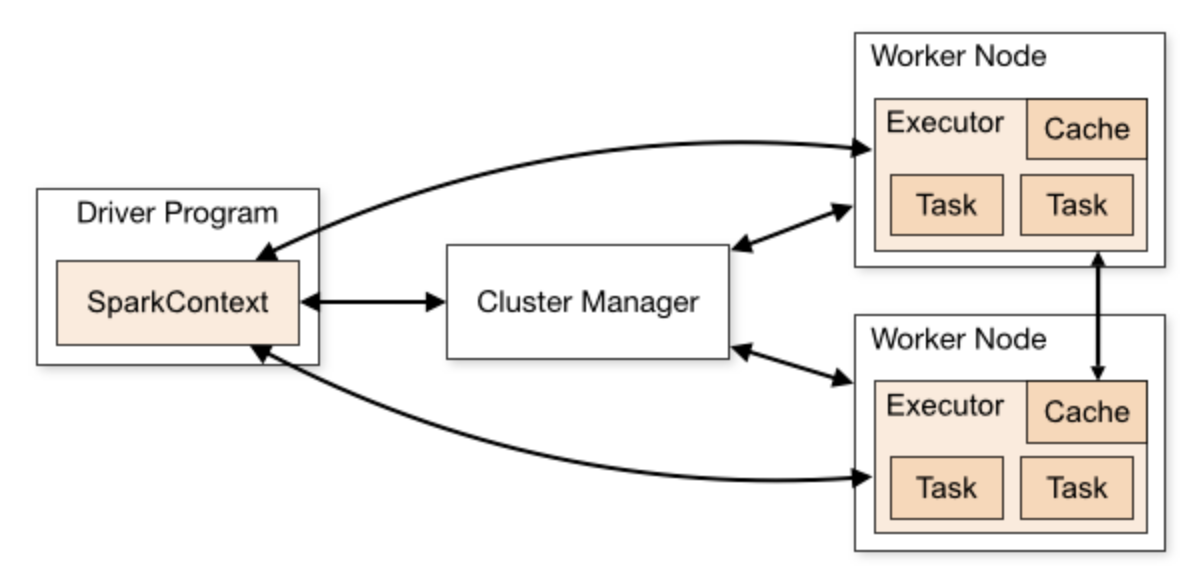 Driver Program
SparkContext
Cluster Manager
Worker Node
Executor
Cache
Task
Task
Worker Node
Executor
Cache
Task
Task